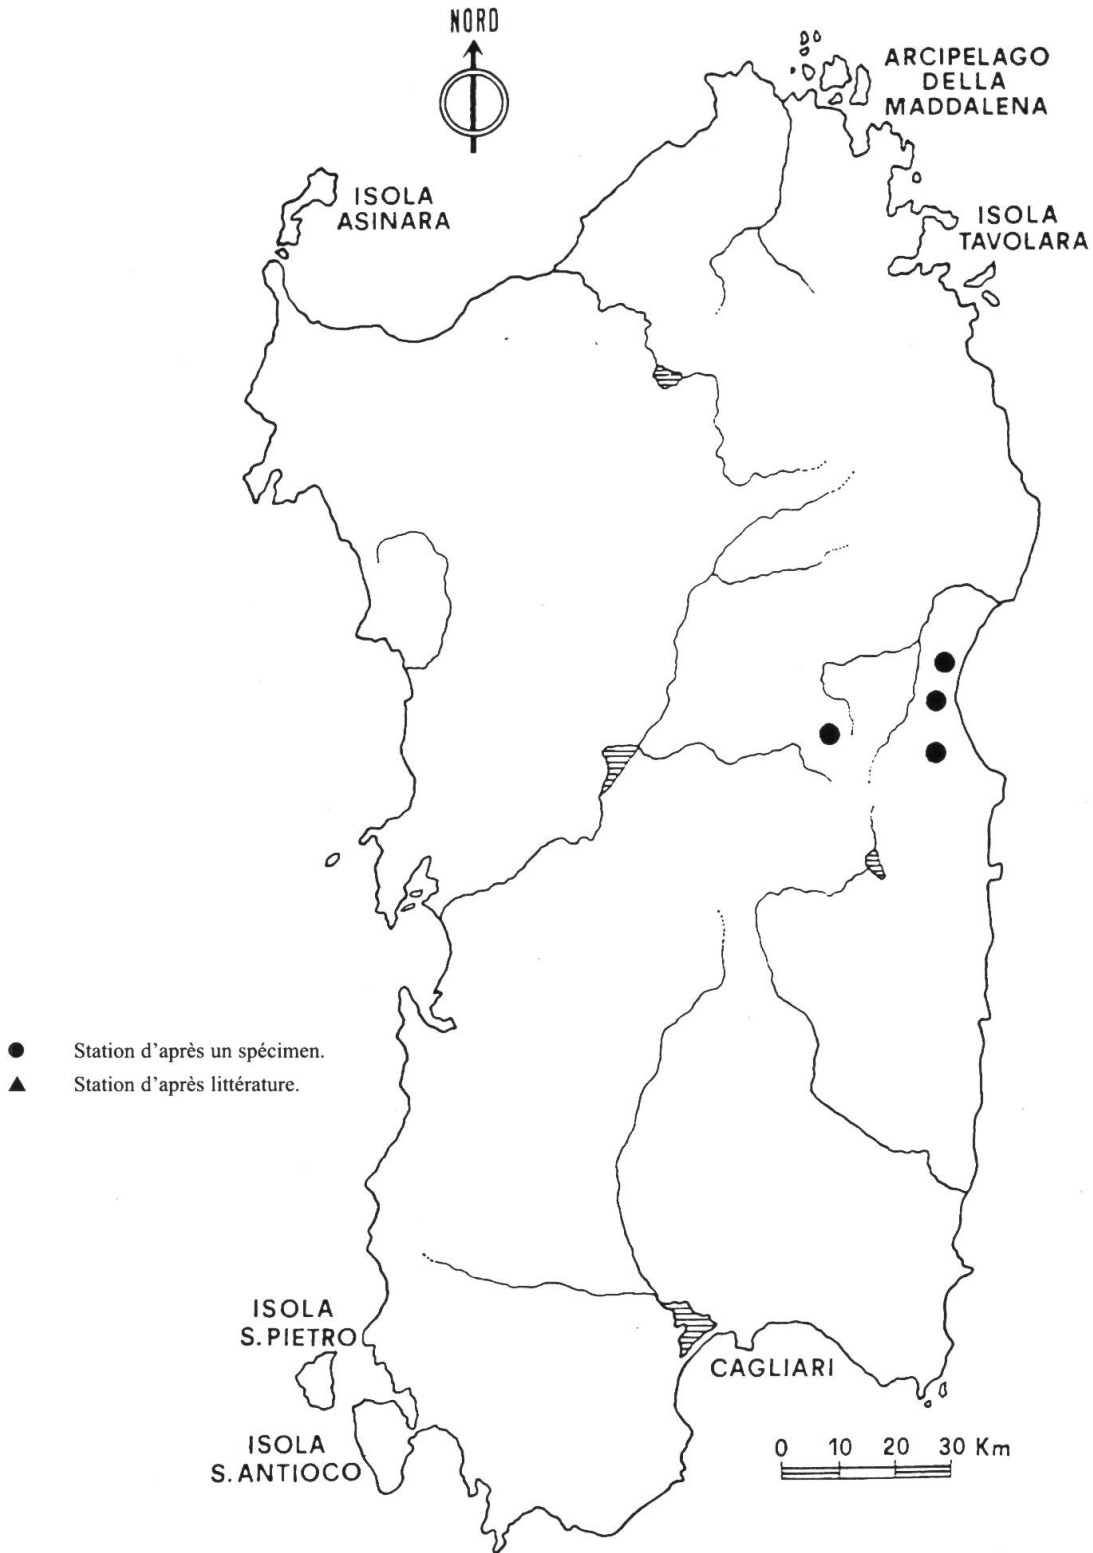 NORD
ARCIPELAGO
DELLA
MADDALENA
ISOLA
ASINARA
ISOLA
TAVOLARA
Station d'après un spécimen.
Station d'après littérature.
ISOLA
S.PIETRO
CAGLIARI
ISOLA
S.ANTIOCO
0 10 20 30 Km